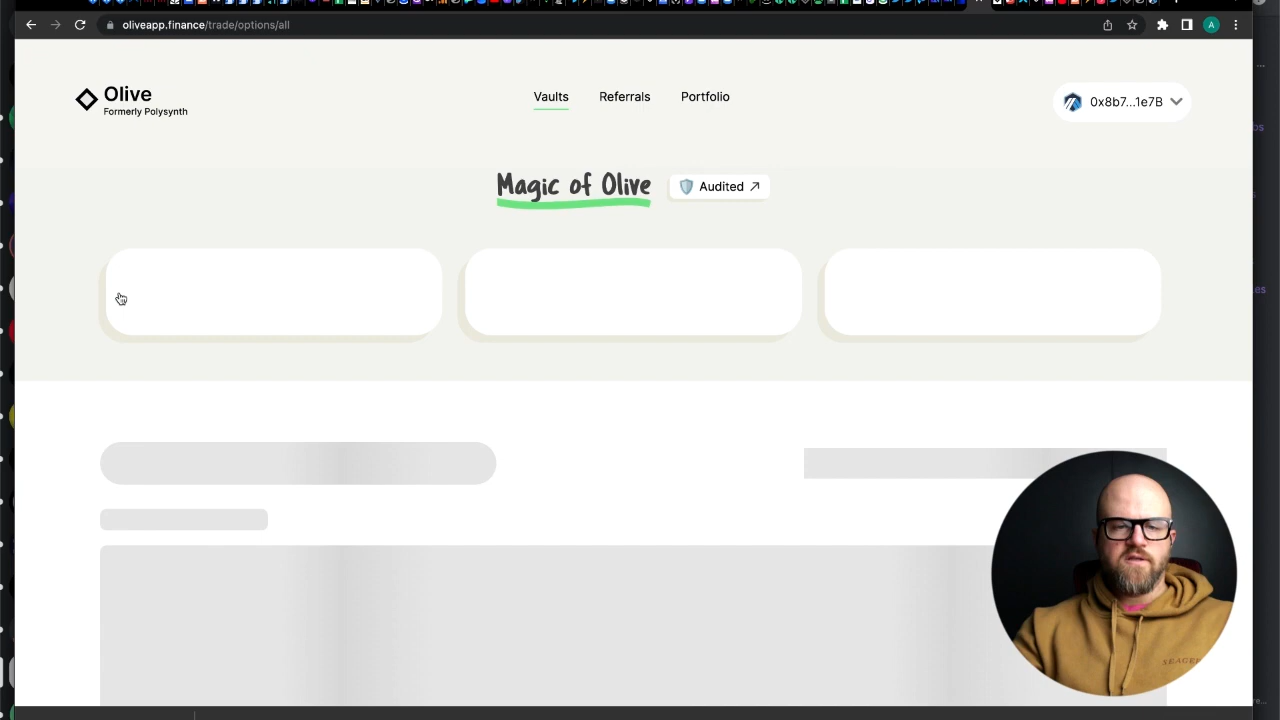 oliveapp.finance/trade/options/all
A
Olive
Formerly Polysynth
Vaults
Referrals
Portfolio
0x8b7...1e7B
Magic of Olive
Audited